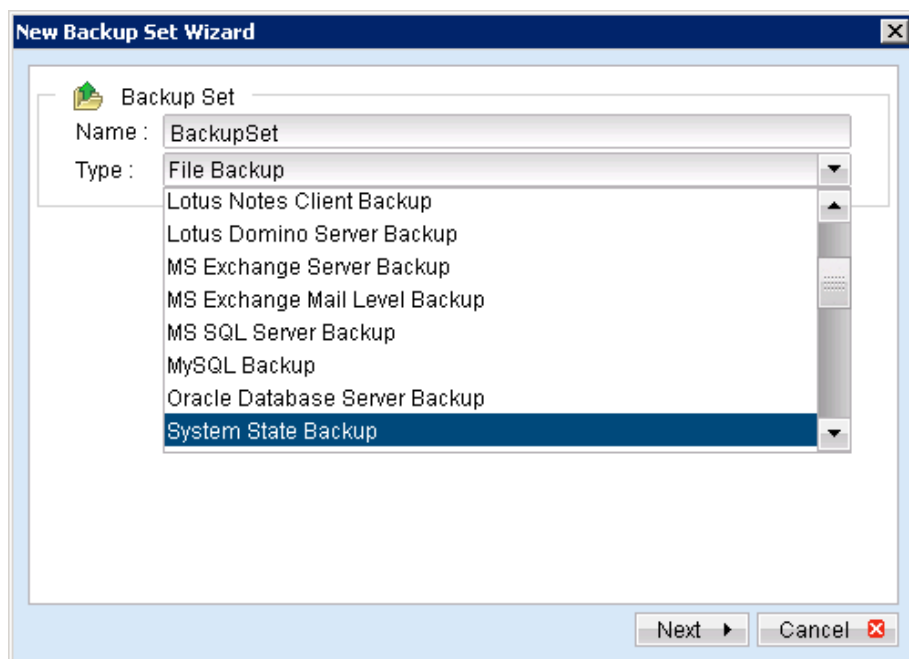 New Backup Set Wizard
Backup Set
Name : BackupSet
Type : File Backup
Lotus Notes Client Backup
Lotus Domino Server Backup
MS Exchange Server Backup
MS Exchange Mail Level Backup
MS SQL Server Backup
MySQL Backup
Oracle Database Server Backup
System State Backup
Next Cancel